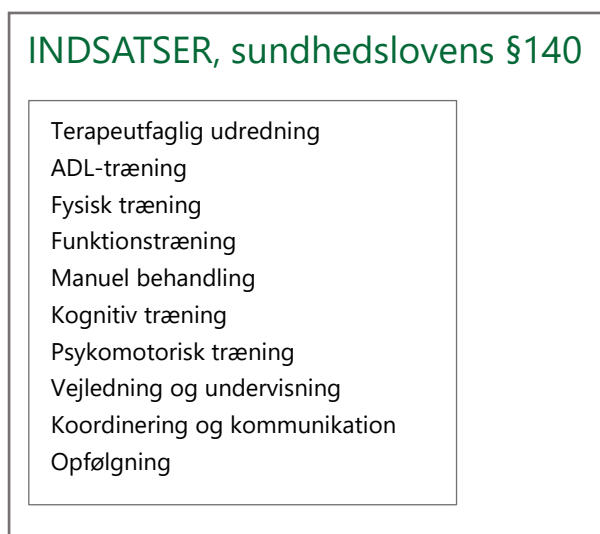 INDSATSER, sundhedslovens §140
Terapeutfaglig udredning
ADL-træning
Fysisk træning
Funktionstræning
Manuel behandling
Kognitiv træning
Psykomotorisk træning
Vejledning og undervisning
Koordinering og kommunikation
Opfølgning